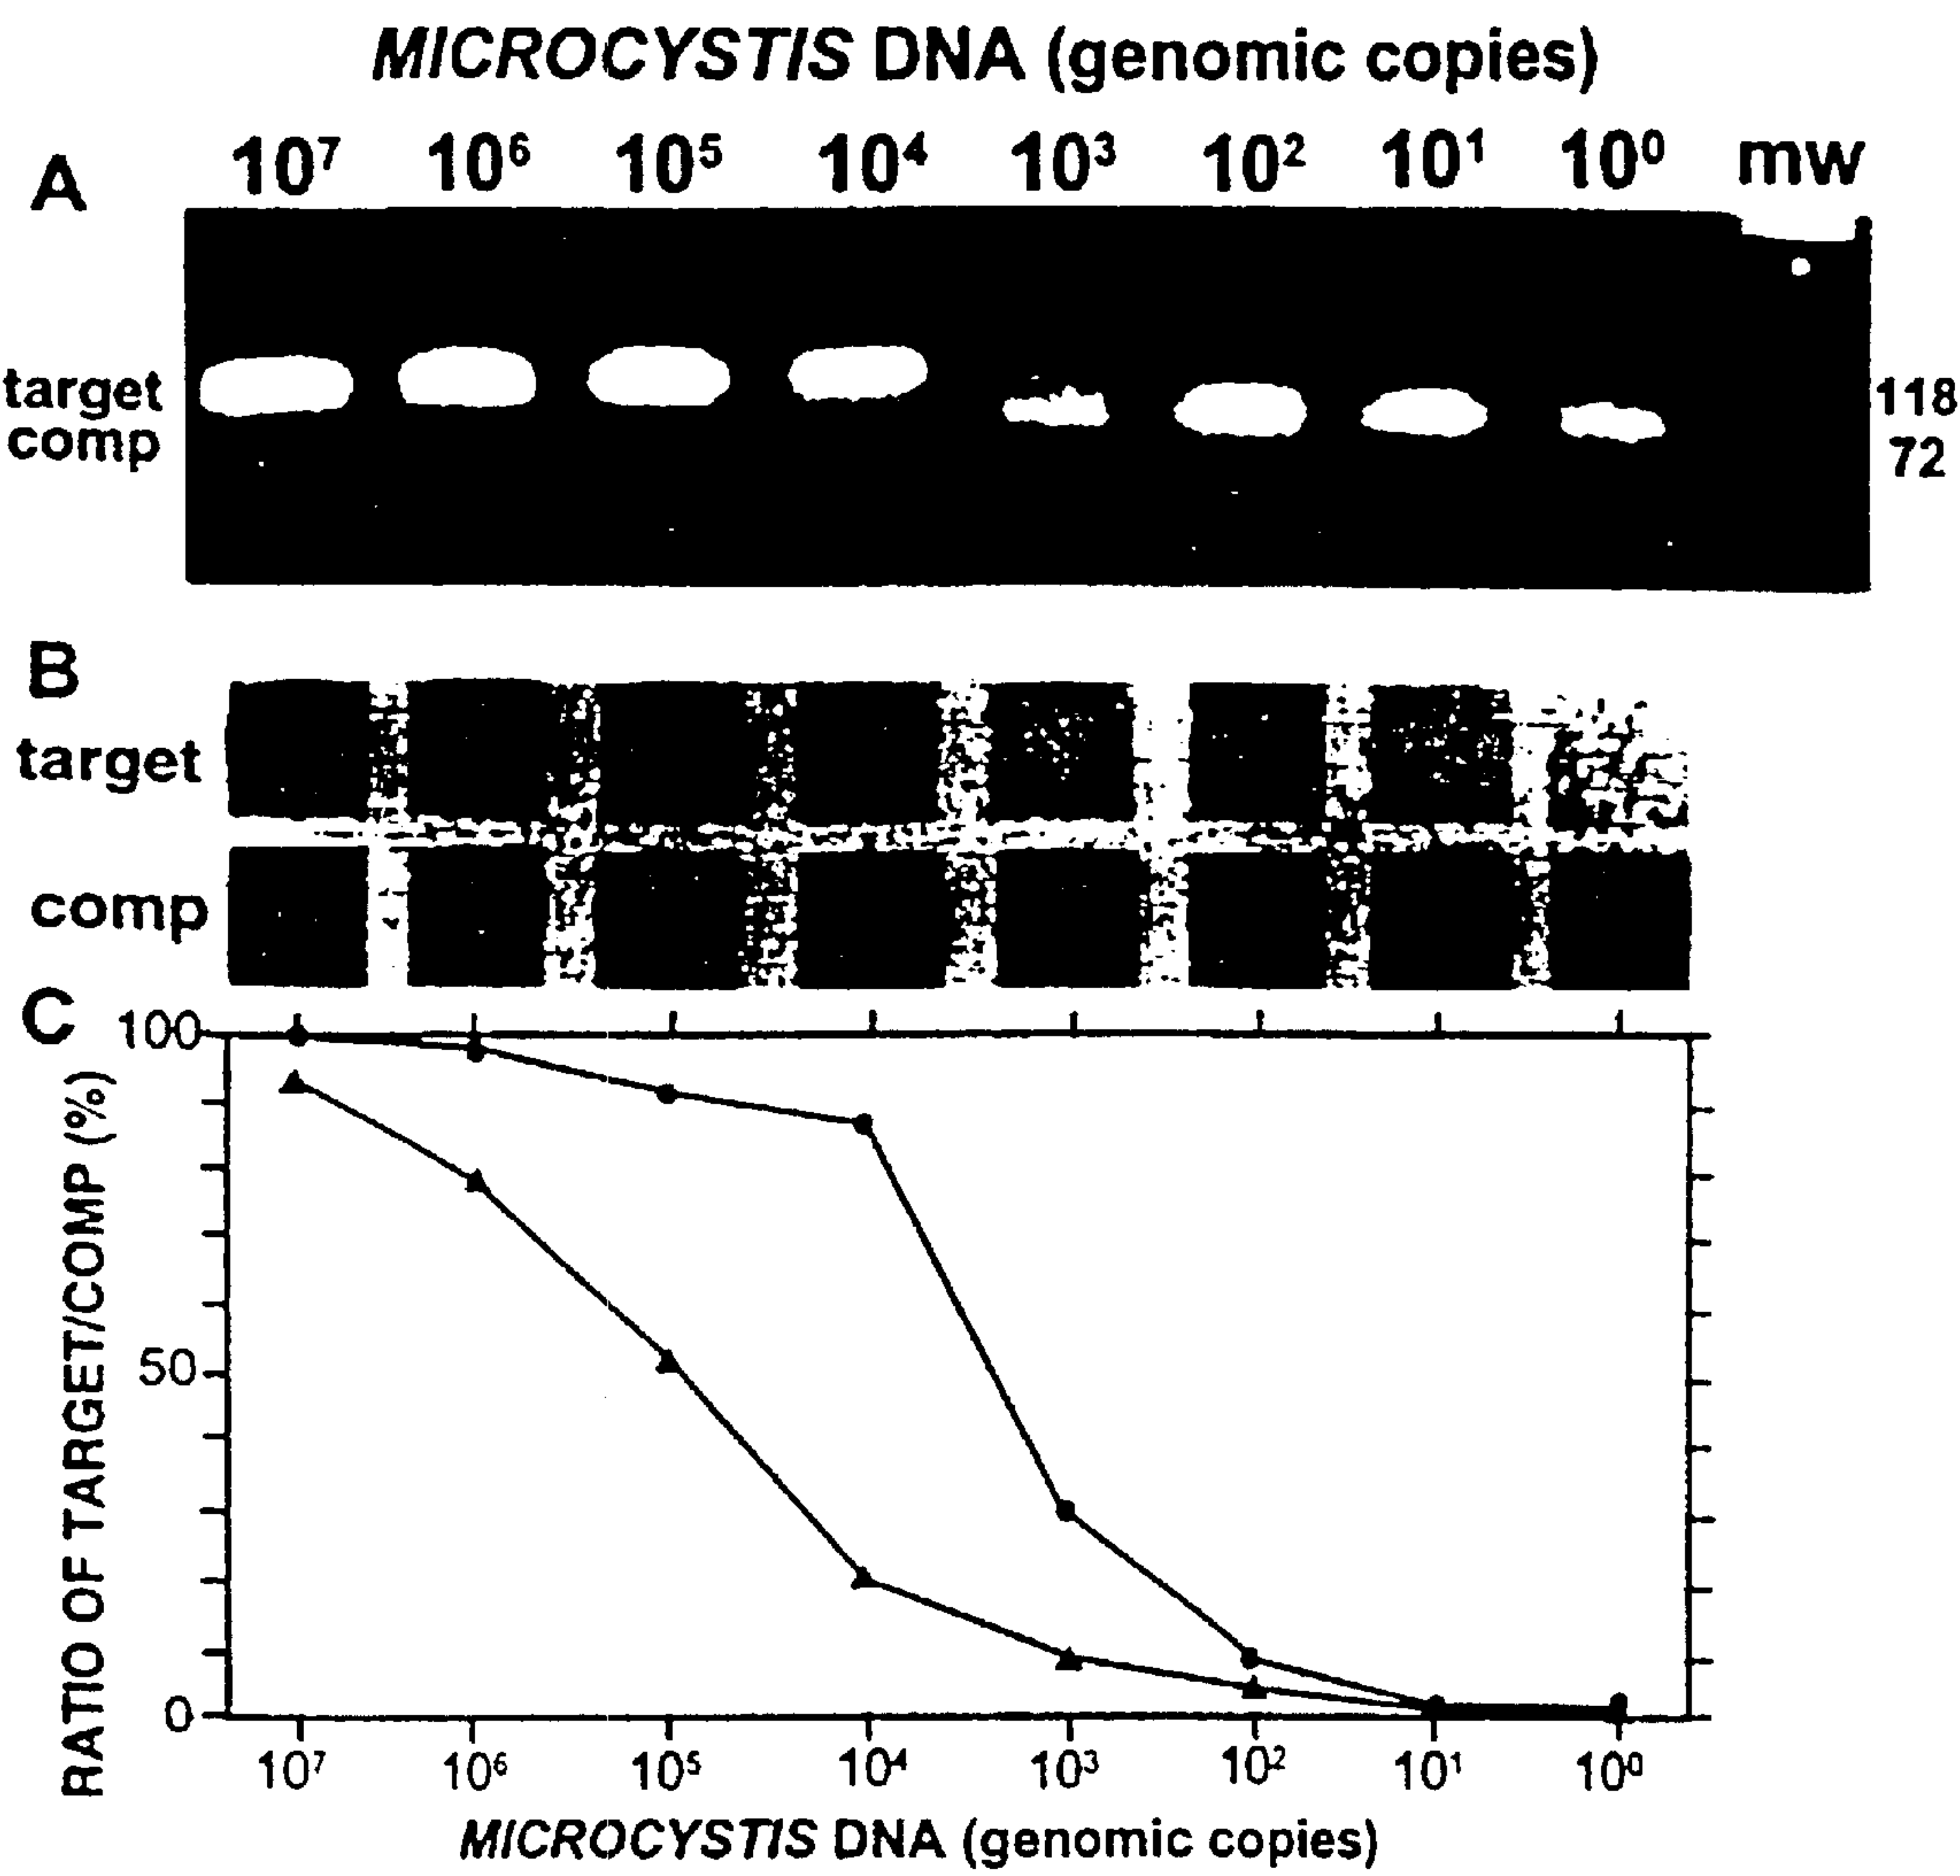 MICROCYSTIS DNA (genomic copies)
A 10⁷ 10⁶ 10⁵ 10⁴ 10³ 10² 10¹ 10⁰ mw
target 118
comp 72
B
target
comp
C
RATIO OF TARGET/COMP (%)
100
50
0
10⁷ 10⁶ 10⁵ 10⁴ 10³ 10² 10¹ 10⁰
MICROCYSTIS DNA (genomic copies)